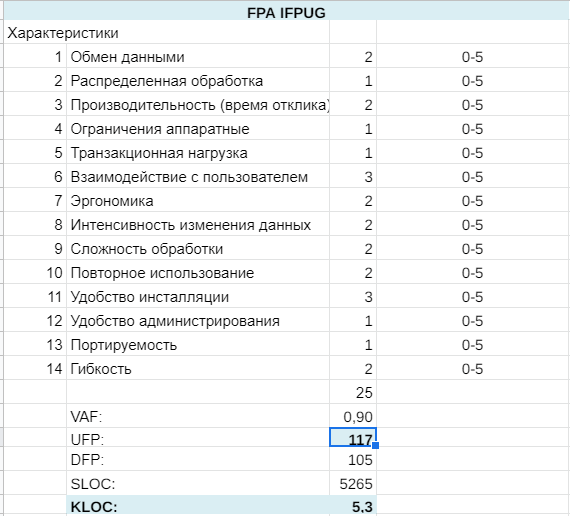 FPA IFPUG
Характеристики
1 Обмен данными 2 0-5
2 Распределенная обработка 1 0-5
3 Производительность (время отклика) 2 0-5
4 Ограничения аппаратные 1 0-5
5 Транзакционная нагрузка 1 0-5
6 Взаимодействие с пользователем 3 0-5
7 Эргономика 2 0-5
8 Интенсивность изменения данных 2 0-5
9 Сложность обработки 2 0-5
10 Повторное использование 2 0-5
11 Удобство инсталляции 3 0-5
12 Удобство администрирования 1 0-5
13 Портируемость 1 0-5
14 Гибкость 2 0-5
25
VAF: 0,90
UFP: 117
DFP: 105
SLOC: 5265
KLOC: 5,3